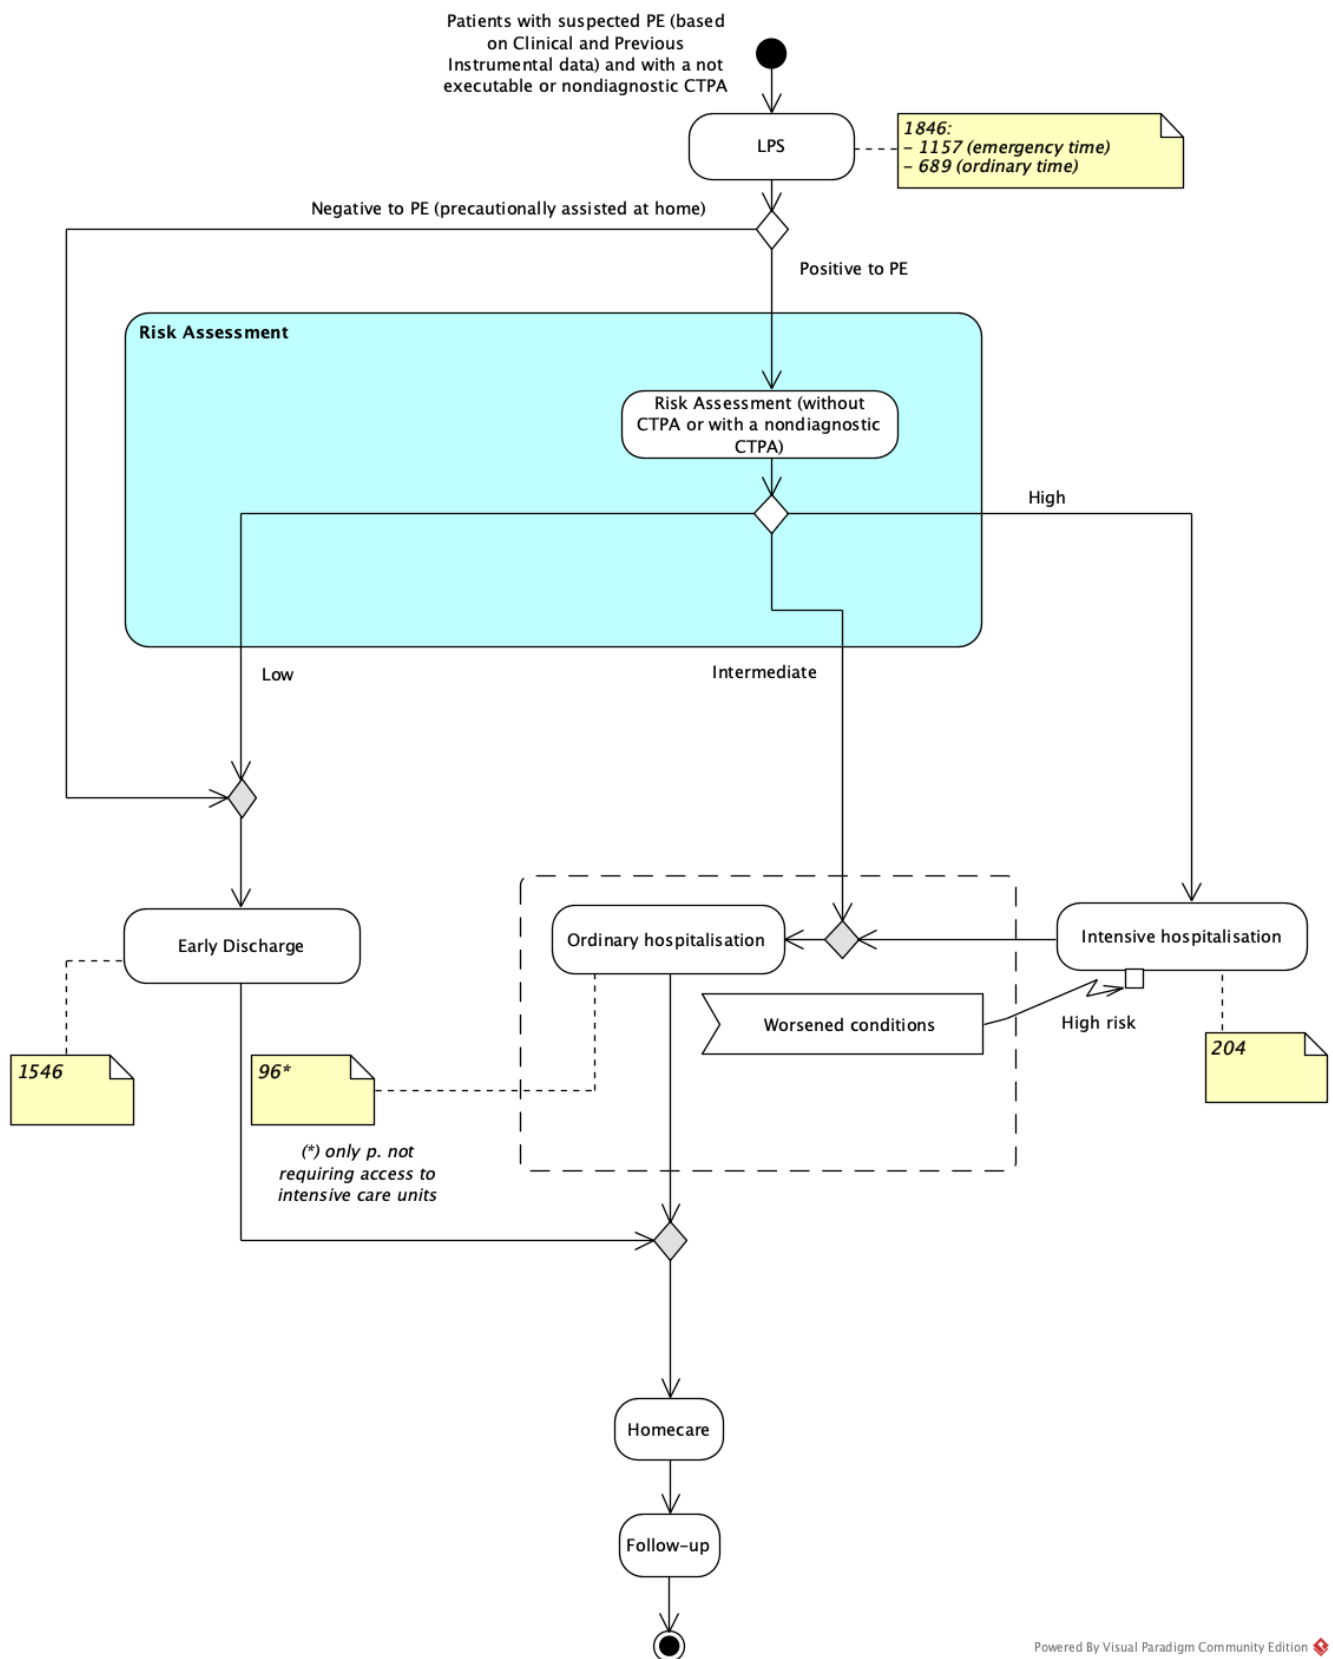 Patients with suspected PE (based
on Clinical and Previous
Instrumental data) and with a not
executable or nondiagnostic CTPA
LPS
1846:
– 1157 (emergency time)
– 689 (ordinary time)
Negative to PE (precautionally assisted at home)
Positive to PE
Risk Assessment
Risk Assessment (without
CTPA or with a nondiagnostic
CTPA)
High
Low
Intermediate
Early Discharge
Ordinary hospitalisation
Intensive hospitalisation
Worsened conditions
High risk
1546
96*
204
(*) only p. not
requiring access to
intensive care units
Homecare
Follow-up
Powered By Visual Paradigm Community Edition